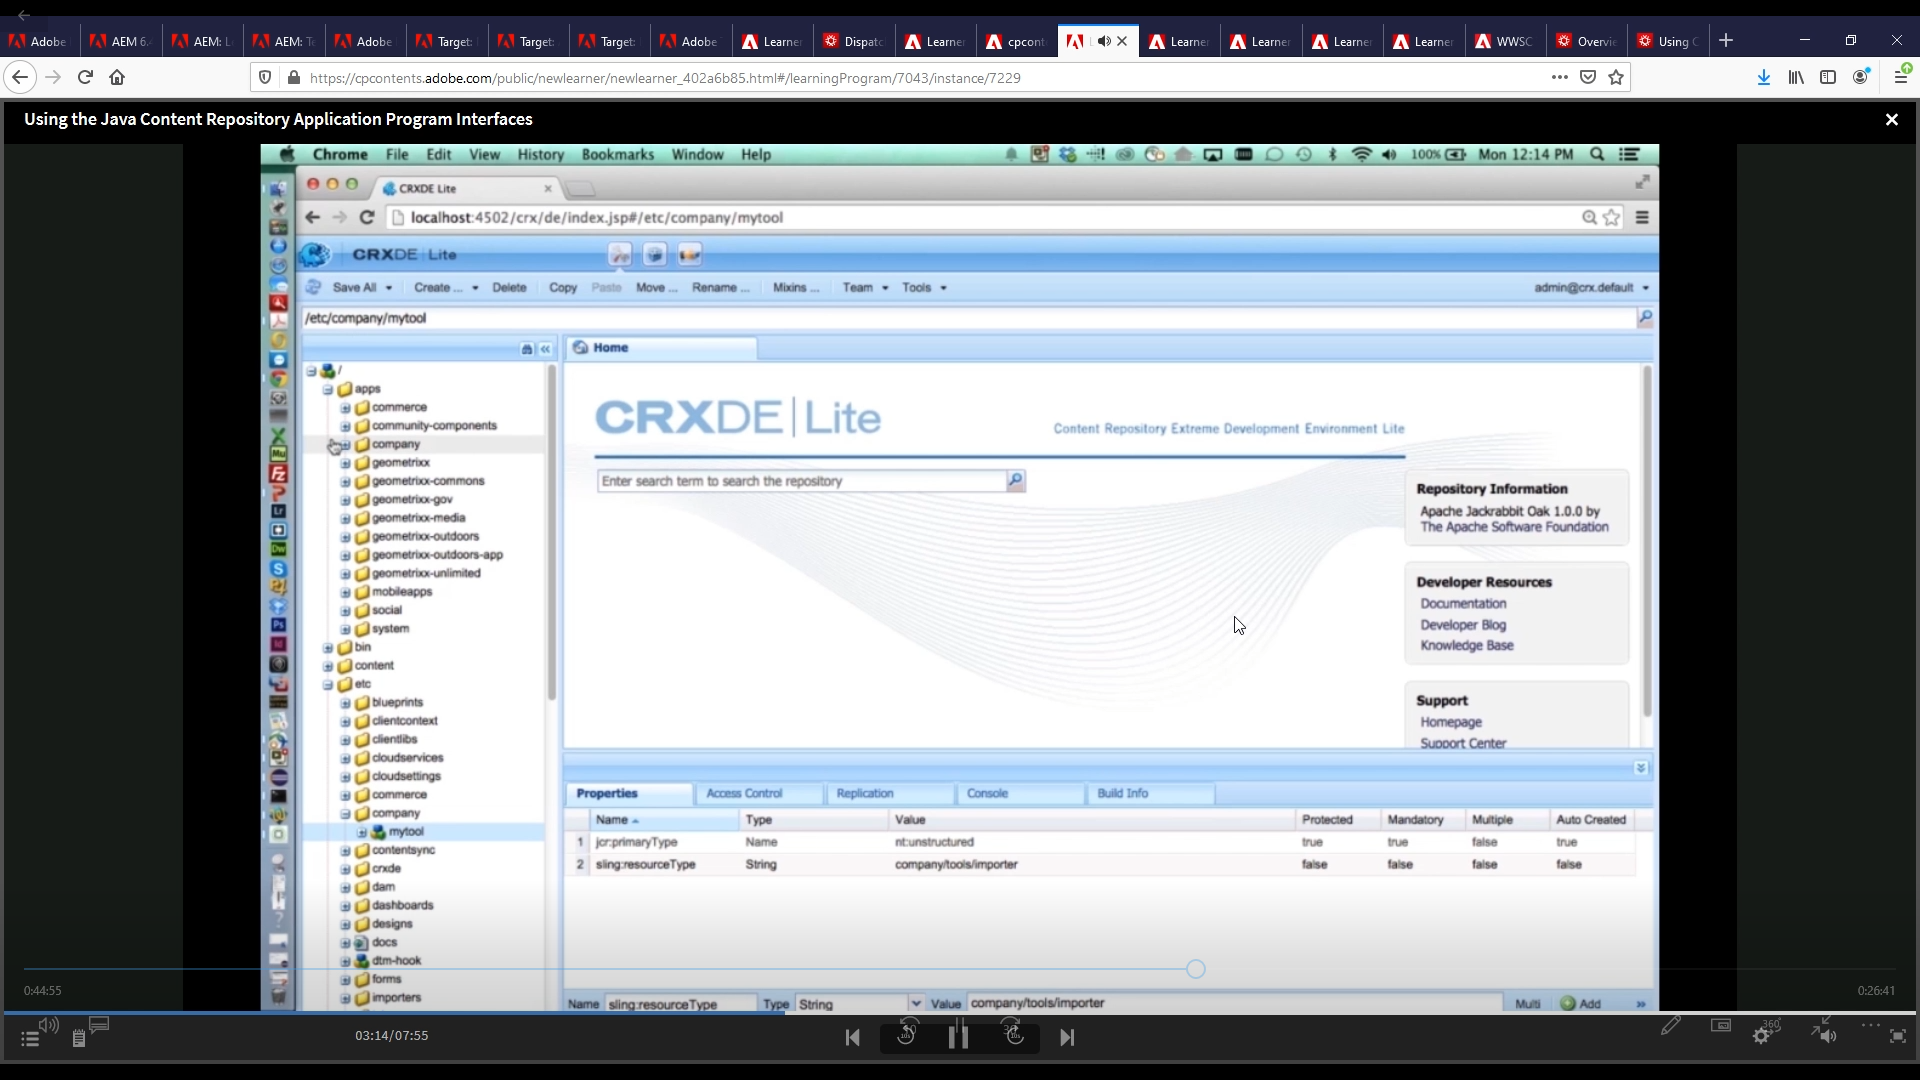 Adobe
AEM 6.
AEM: L
AEM: Te
Adobe
Target:
Target:
Target:
Adobe
Learner
Dispatc
Learner
cpcont
Learner
Learner
Learner
Learner
WWSC
Overvie
Using C
https://cpcontents.adobe.com/public/newlearner/newlearner_402a6b85.html#/learningProgram/7043/instance/7229
Using the Java Content Repository Application Program Interfaces
Chrome File Edit View History Bookmarks Window Help
100% Mon 12:14 PM
CRXDE Lite
localhost:4502/crx/de/index.jsp#/etc/company/mytool
CRXDE Lite
Save All Create ... Delete Copy Paste Move ... Rename ... Mixins ... Team Tools admin@crx.default
/etc/company/mytool
Home
/
apps
commerce
community-components
company
geometrixx
geometrixx-commons
geometrixx-gov
geometrixx-media
geometrixx-outdoors
geometrixx-outdoors-app
geometrixx-unlimited
mobileapps
social
system
bin
content
etc
blueprints
clientcontext
clientlibs
cloudservices
cloudsettings
commerce
company
mytool
contentsync
crxde
dam
dashboards
designs
docs
dtm-hook
forms
importers
CRXDE Lite
Content Repository Extreme Development Environment Lite
Enter search term to search the repository
Repository Information
Apache Jackrabbit Oak 1.0.0 by
The Apache Software Foundation
Developer Resources
Documentation
Developer Blog
Knowledge Base
Support
Homepage
Support Center
Properties Access Control Replication Console Build Info
Name Type Value Protected Mandatory Multiple Auto Created
1 jcr:primaryType Name nt:unstructured true true false true
2 sling:resourceType String company/tools/importer false false false false
Name sling:resourceType Type String Value company/tools/importer Multi Add
0:44:55
0:26:41
03:14/07:55
360